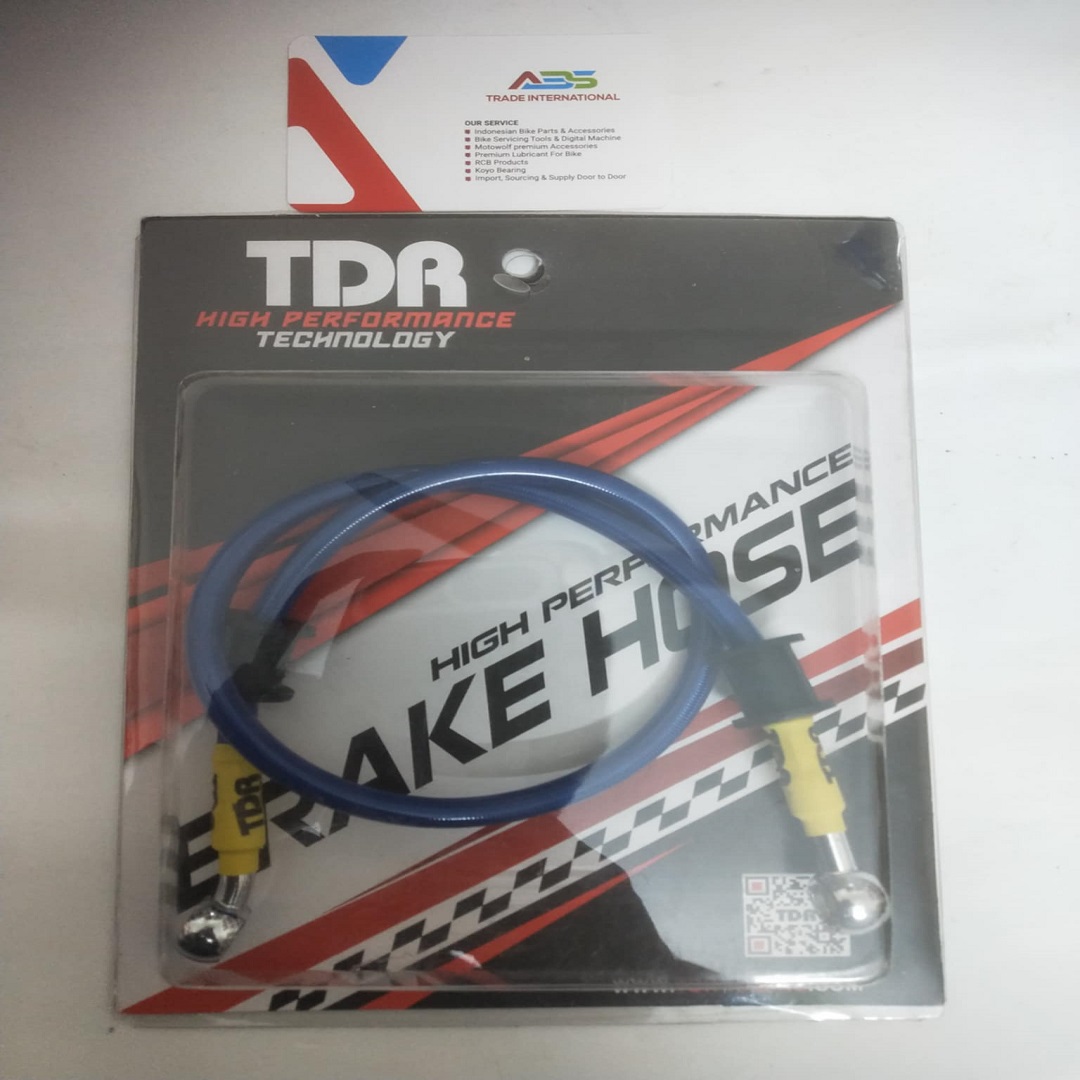 ABS
TRADE INTERNATIONAL
OUR SERVICE
Indonesian Bike Parts & Accessories
Bike Servicing Tools & Digital Machine
Motowolf premium Accessories
Premium Lubricant For Bike
RCB Products
Koyo Bearing
Import, Sourcing & Supply Door to Door
TDR
HIGH PERFORMANCE
TECHNOLOGY
HIGH PERFORMANCE
BRAKE HOSE
TDR
TDR